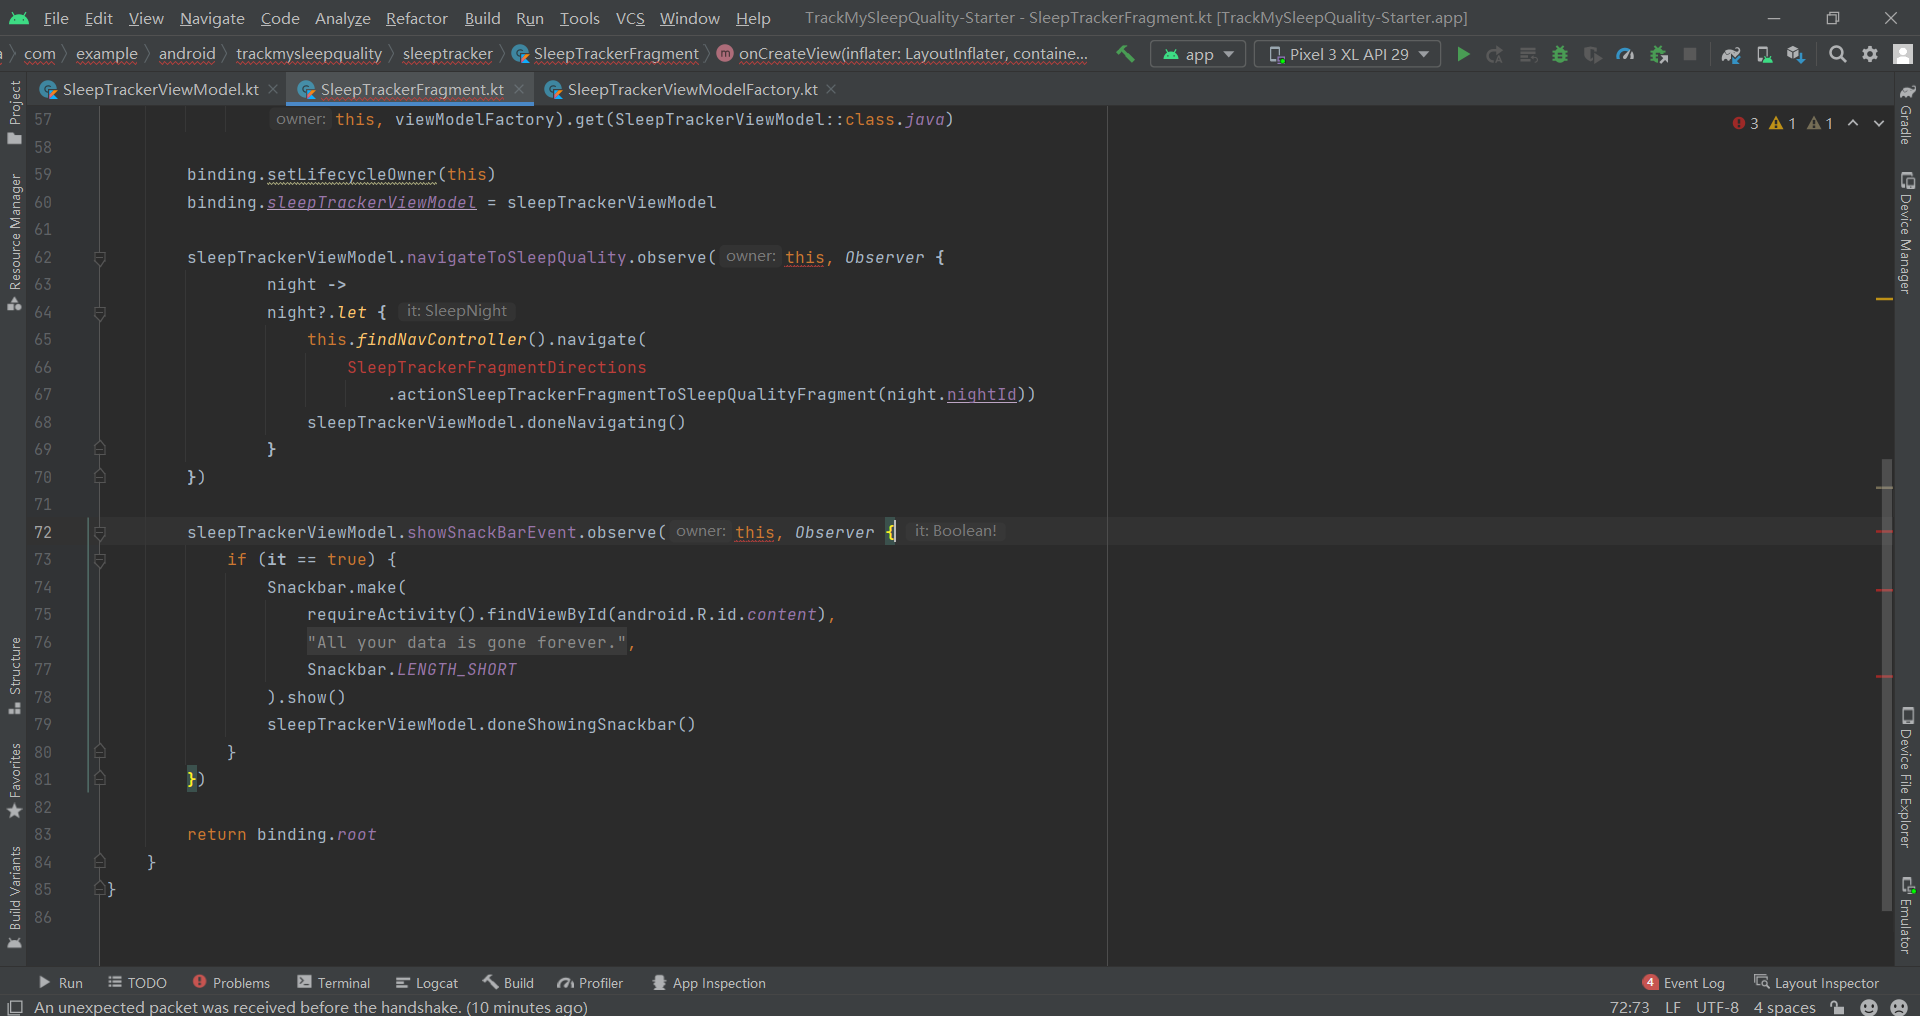 File Edit View Navigate Code Analyze Refactor Build Run Tools VCS Window Help TrackMySleepQuality-Starter - SleepTrackerFragment.kt [TrackMySleepQuality-Starter.app]
com example android trackmysleepquality sleeptracker SleepTrackerFragment m onCreateView(inflater: LayoutInflater, containe... app Pixel 3 XL API 29
SleepTrackerViewModel.kt SleepTrackerFragment.kt SleepTrackerViewModelFactory.kt
Project
Resource Manager
Structure
Favorites
Build Variants
3 1 1
57 owner: this, viewModelFactory).get(SleepTrackerViewModel::class.java)
58
59 binding.setLifecycleOwner(this)
60 binding.sleepTrackerViewModel = sleepTrackerViewModel
61
62 sleepTrackerViewModel.navigateToSleepQuality.observe( owner: this, Observer {
63 night ->
64 night?.let { it: SleepNight
65 this.findNavController().navigate(
66 SleepTrackerFragmentDirections
67 .actionSleepTrackerFragmentToSleepQualityFragment(night.nightId))
68 sleepTrackerViewModel.doneNavigating()
69 }
70 })
71
72 sleepTrackerViewModel.showSnackBarEvent.observe( owner: this, Observer { it: Boolean!
73 if (it == true) {
74 Snackbar.make(
75 requireActivity().findViewById(android.R.id.content),
76 "All your data is gone forever.",
77 Snackbar.LENGTH_SHORT
78 ).show()
79 sleepTrackerViewModel.doneShowingSnackbar()
80 }
81 })
82
83 return binding.root
84 }
85 }
86
Gradle
Device Manager
Device File Explorer
Emulator
Run TODO Problems Terminal Logcat Build Profiler App Inspection 4 Event Log Layout Inspector
An unexpected packet was received before the handshake. (10 minutes ago) 72:73 LF UTF-8 4 spaces